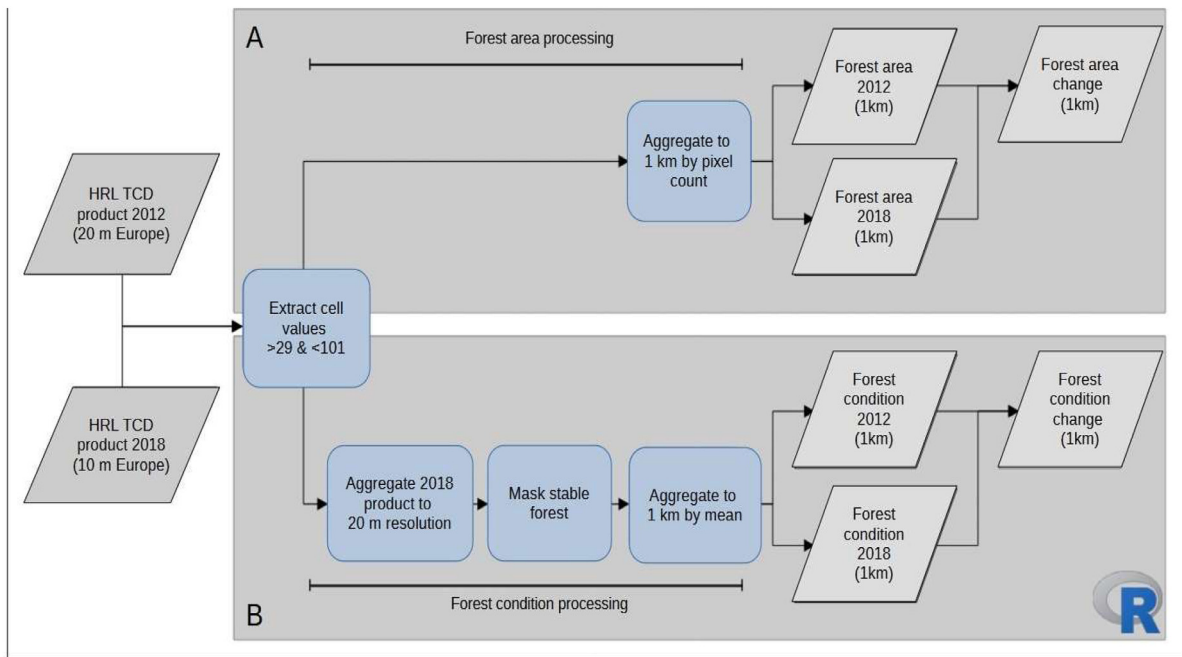 A
Forest area processing
HRL TCD
product 2012
(20 m Europe)
HRL TCD
product 2018
(10 m Europe)
Extract cell
values
>29 & <101
Aggregate to
1 km by pixel
count
Forest area
2012
(1km)
Forest area
2018
(1km)
Forest area
change
(1km)
Aggregate 2018
product to
20 m resolution
Mask stable
forest
Aggregate to
1 km by mean
Forest
condition
2012
(1km)
Forest
condition
2018
(1km)
Forest
condition
change
(1km)
Forest condition processing
B
R